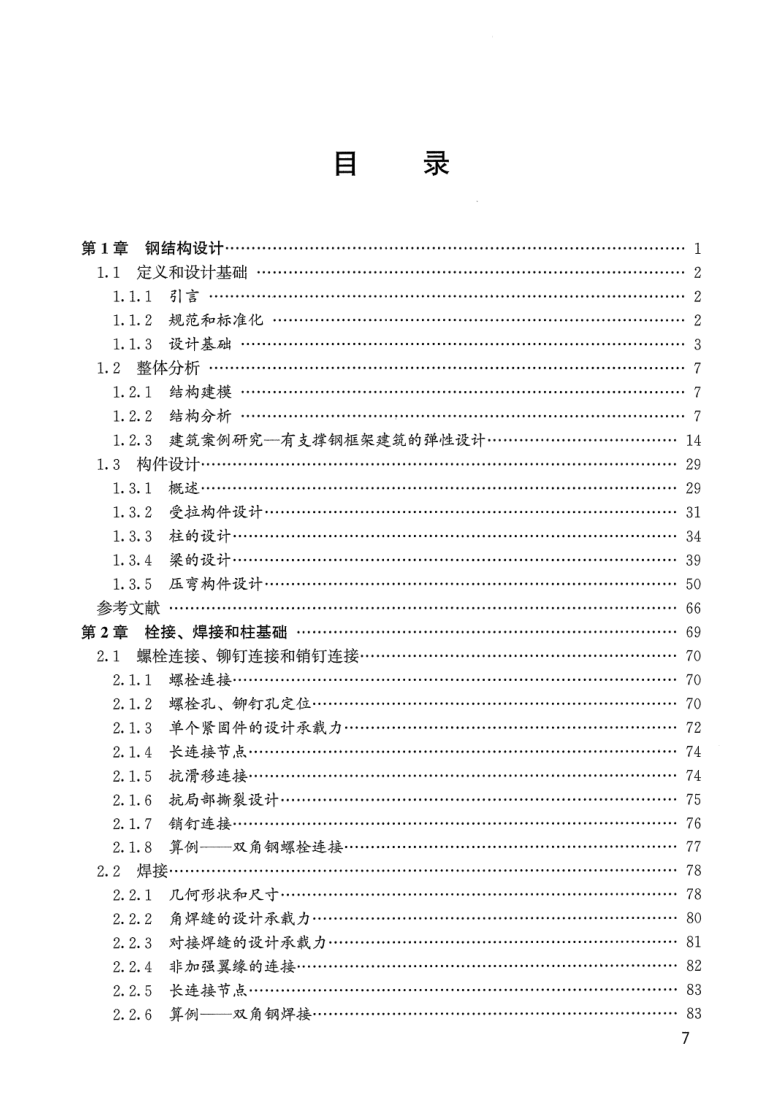 目 录
第1章 钢结构设计…… 1
1.1 定义和设计基础 …… 2
1.1.1 引言 …… 2
1.1.2 规范和标准化 …… 2
1.1.3 设计基础 …… 3
1.2 整体分析 …… 7
1.2.1 结构建模 …… 7
1.2.2 结构分析 …… 7
1.2.3 建筑案例研究—有支撑钢框架建筑的弹性设计…… 14
1.3 构件设计…… 29
1.3.1 概述…… 29
1.3.2 受拉构件设计…… 31
1.3.3 柱的设计…… 34
1.3.4 梁的设计…… 39
1.3.5 压弯构件设计…… 50
参考文献 …… 66
第2章 栓接、焊接和柱基础 …… 69
2.1 螺栓连接、铆钉连接和销钉连接…… 70
2.1.1 螺栓连接…… 70
2.1.2 螺栓孔、铆钉孔定位…… 70
2.1.3 单个紧固件的设计承载力…… 72
2.1.4 长连接节点…… 74
2.1.5 抗滑移连接…… 74
2.1.6 抗局部撕裂设计…… 75
2.1.7 销钉连接…… 76
2.1.8 算例——双角钢螺栓连接…… 77
2.2 焊接…… 78
2.2.1 几何形状和尺寸…… 78
2.2.2 角焊缝的设计承载力…… 80
2.2.3 对接焊缝的设计承载力…… 81
2.2.4 非加强翼缘的连接…… 82
2.2.5 长连接节点…… 83
2.2.6 算例——双角钢焊接…… 83
7